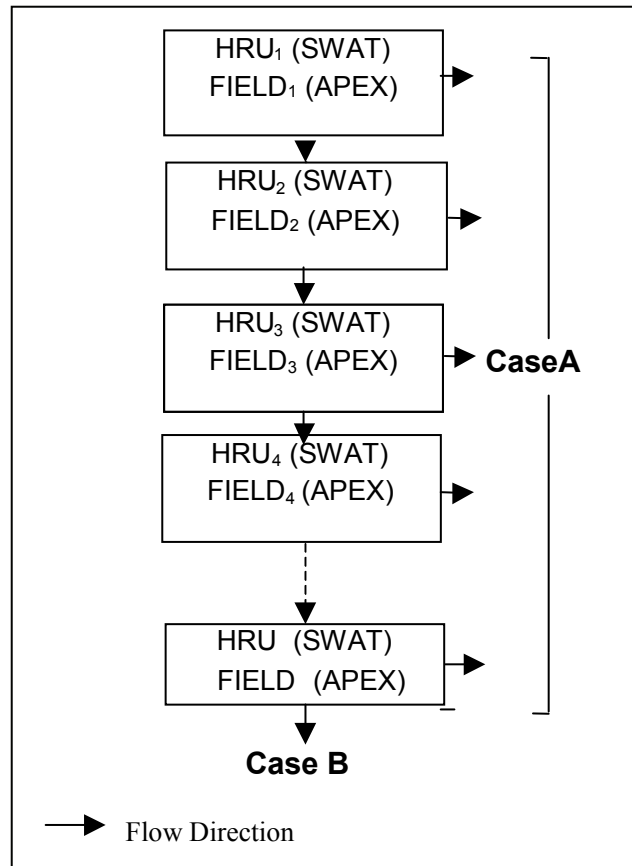 HRU₁ (SWAT)
FIELD₁ (APEX)
HRU₂ (SWAT)
FIELD₂ (APEX)
HRU₃ (SWAT)
FIELD₃ (APEX)
CaseA
HRU₄ (SWAT)
FIELD₄ (APEX)
HRU (SWAT)
FIELD (APEX)
Case B
Flow Direction